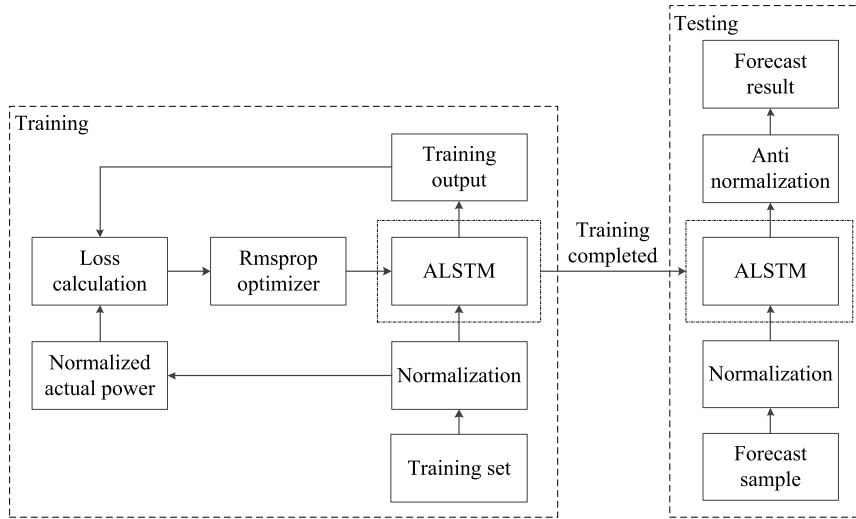 Testing
Forecast
result
Training
Training
output
Anti
normalization
Loss
calculation
Rmsprop
optimizer
ALSTM
Training
completed
ALSTM
Normalized
actual power
Normalization
Normalization
Training set
Forecast
sample